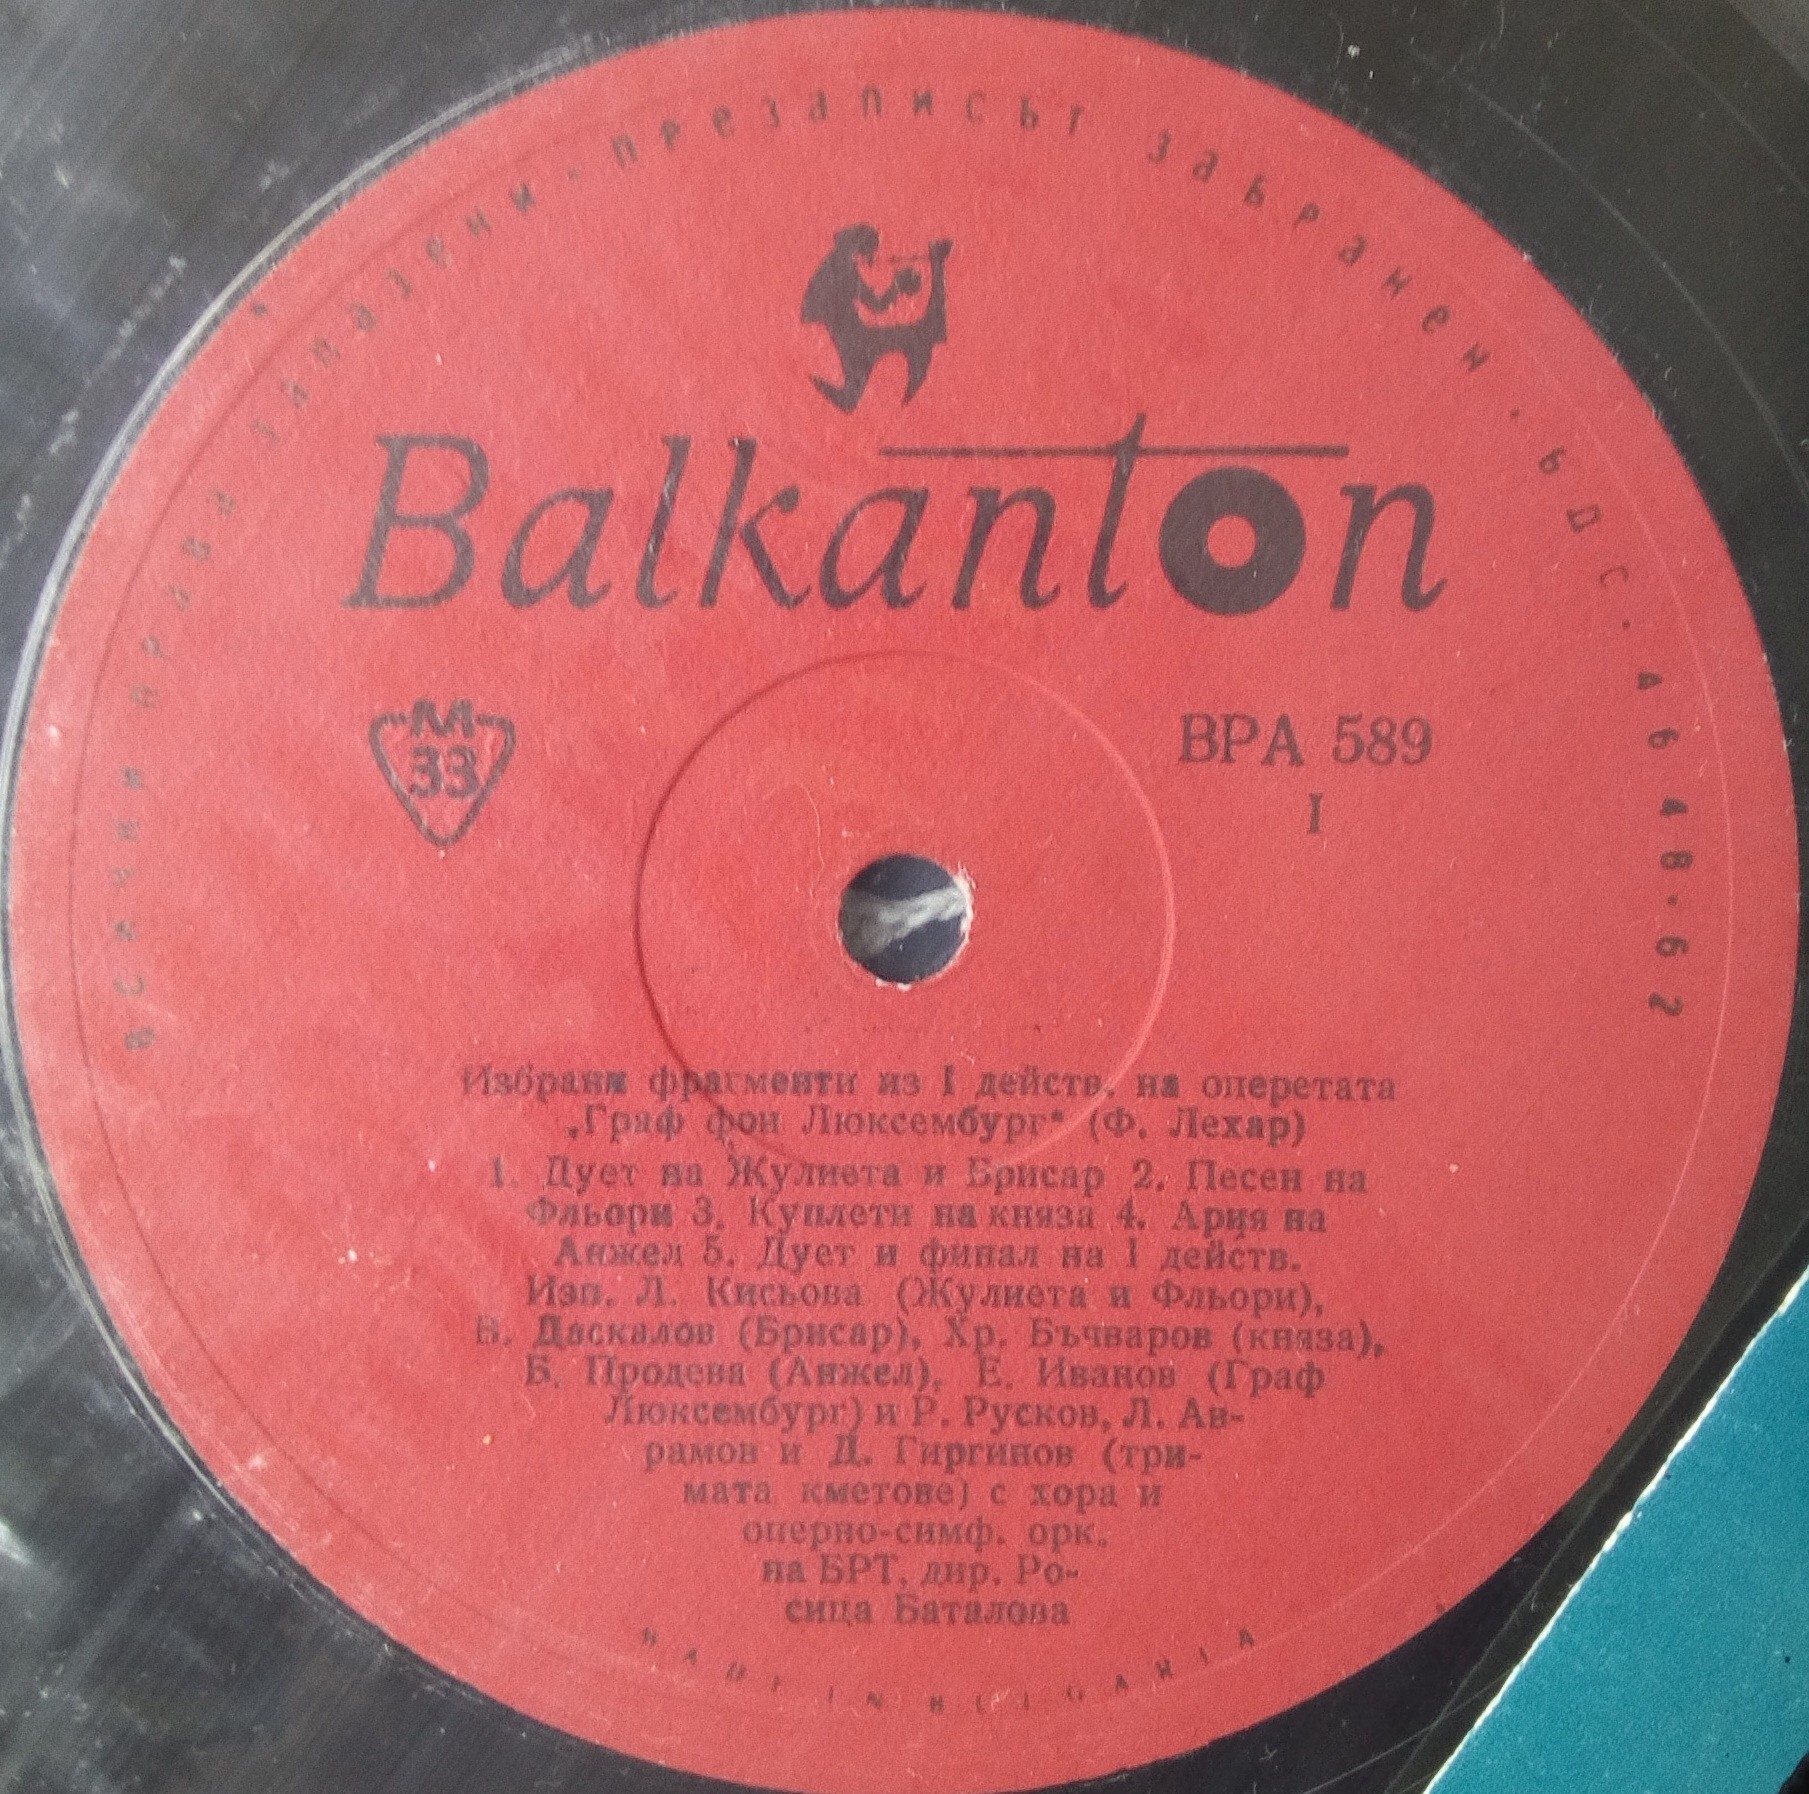 всички права запазени · презаписът забранен · БДС · 4648-62
Balkanton
М
33
ВРА 589
I
Избрани фрагменти из I действ. на оперетата
„Граф фон Люксембург“ (Ф. Лехар)
1. Дует на Жулиета и Брисар 2. Песен на
Фльори 3. Куплети на княза 4. Ария на
Анжел 5. Дует и финал на I действ.
Изп. Л. Кисьова (Жулиета и Фльори),
В. Даскалов (Брисар), Хр. Бъчваров (княза),
Б. Продева (Анжел), Е. Иванов (Граф
Люксембург) и Р. Русков, Л. Ав-
рамов и Д. Гиргинов (три-
мата кметове) с хора и
оперно-симф. орк.
на БРТ, дир. Ро-
сица Баталова
MADE IN BULGARIA